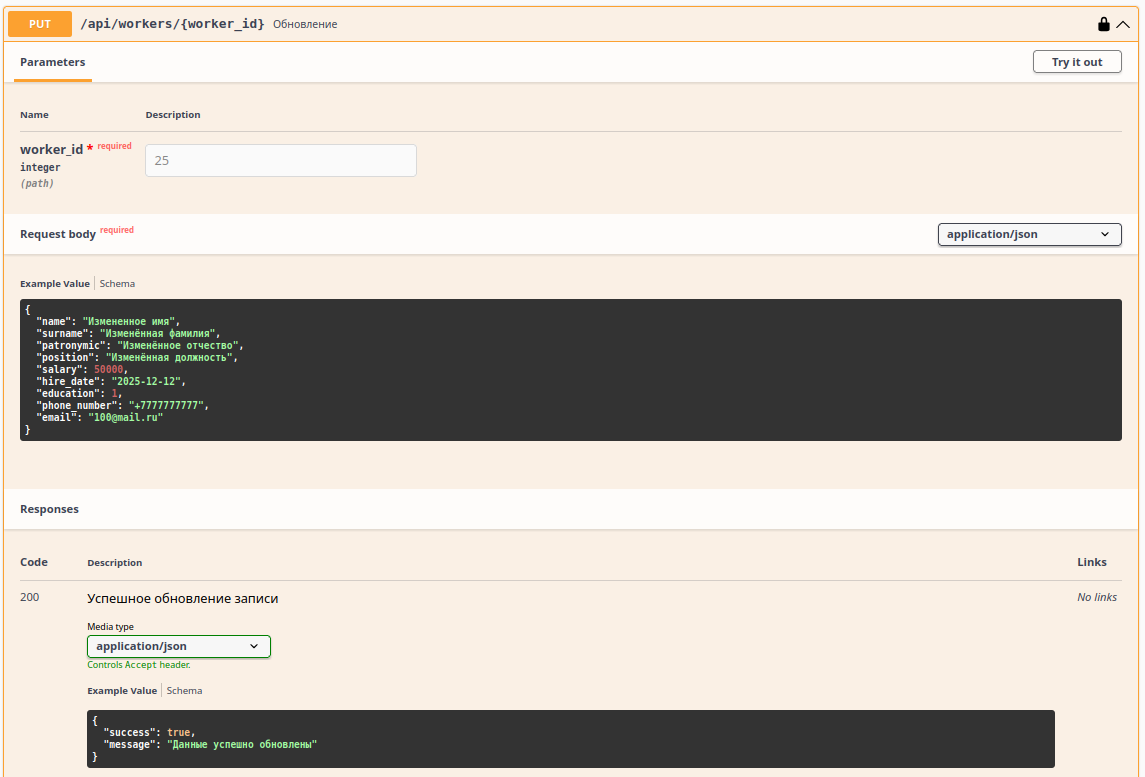 PUT /api/workers/{worker_id} Обновление
Parameters Try it out
Name Description
worker_id * required 25
integer
(path)
Request body required application/json
Example Value Schema
{
"name": "Измененное имя",
"surname": "Изменённая фамилия",
"patronymic": "Изменённое отчество",
"position": "Изменённая должность",
"salary": 50000,
"hire_date": "2025-12-12",
"education": 1,
"phone_number": "+7777777777",
"email": "100@mail.ru"
}
Responses
Code Description Links
200 Успешное обновление записи No links
Media type
application/json
Controls Accept header.
Example Value Schema
{
"success": true,
"message": "Данные успешно обновлены"
}